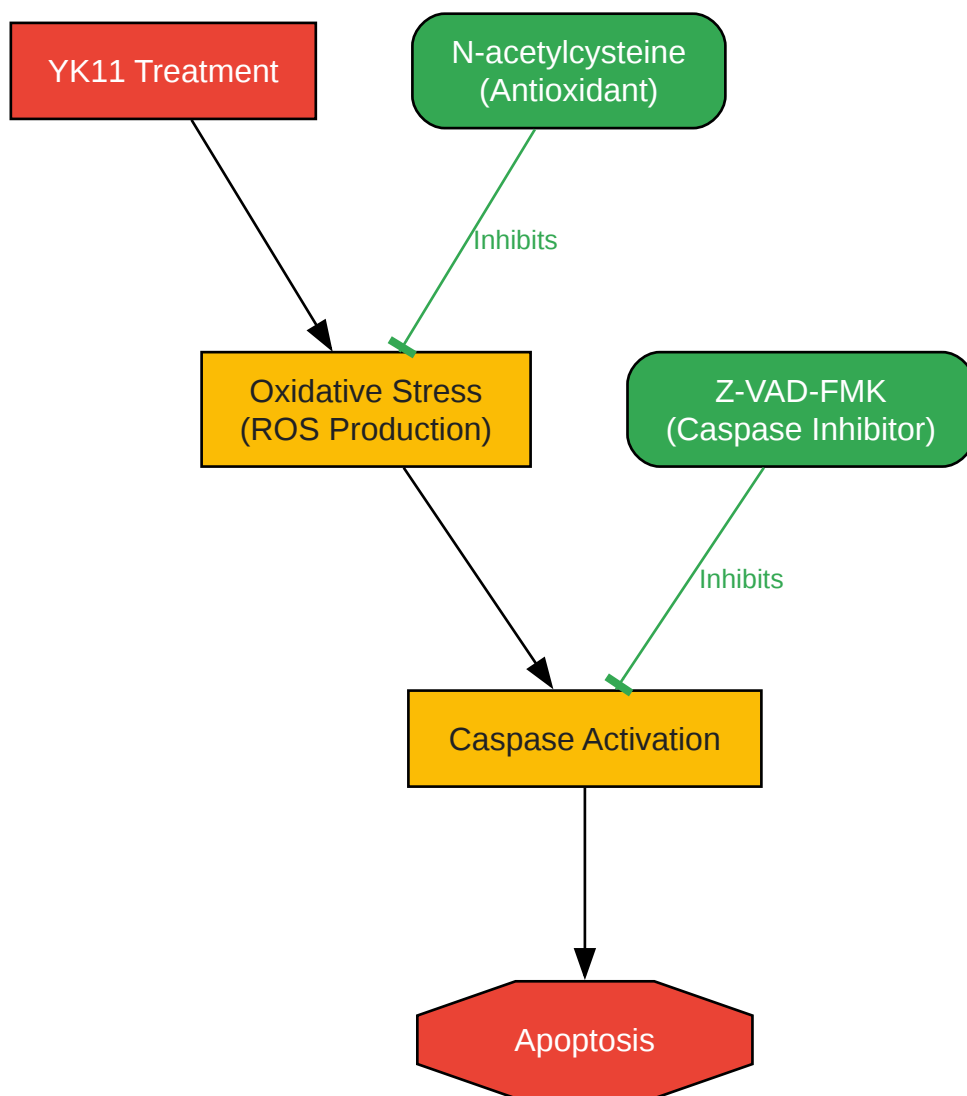 YK11 Treatment
N-acetylcysteine
(Antioxidant)
Inhibits
Oxidative Stress
(ROS Production)
Z-VAD-FMK
(Caspase Inhibitor)
Inhibits
Caspase Activation
Apoptosis